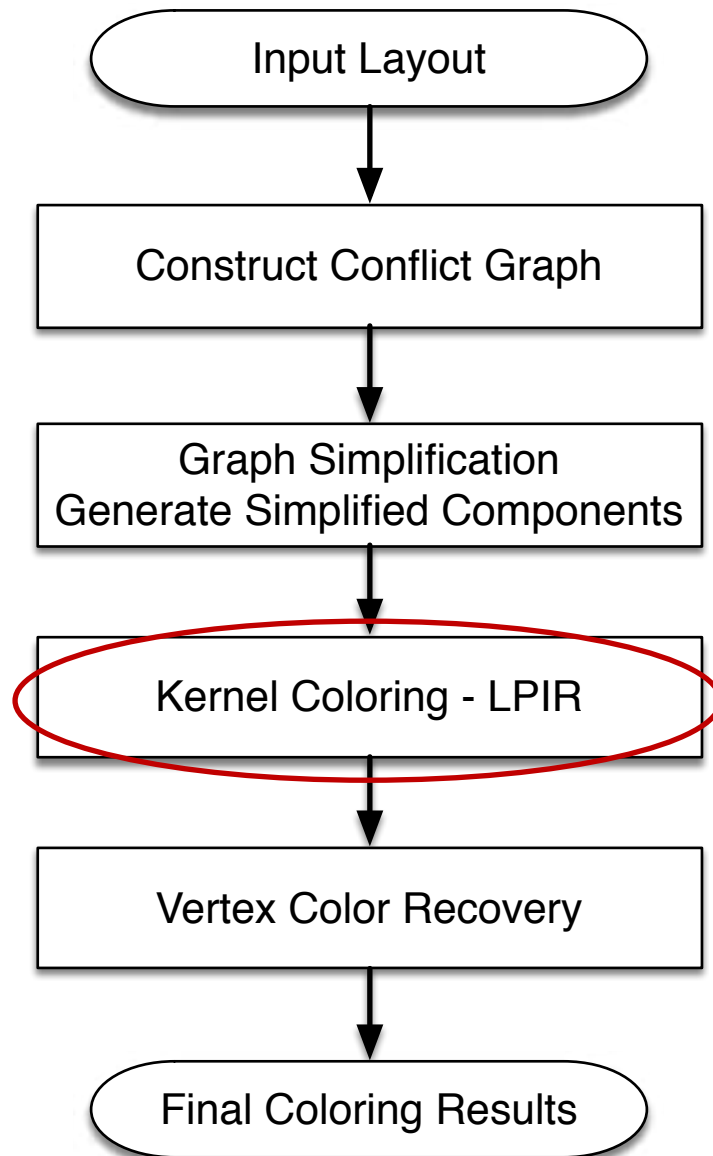 Input Layout
Construct Conflict Graph
Graph Simplification
Generate Simplified Components
Kernel Coloring - LPIR
Vertex Color Recovery
Final Coloring Results